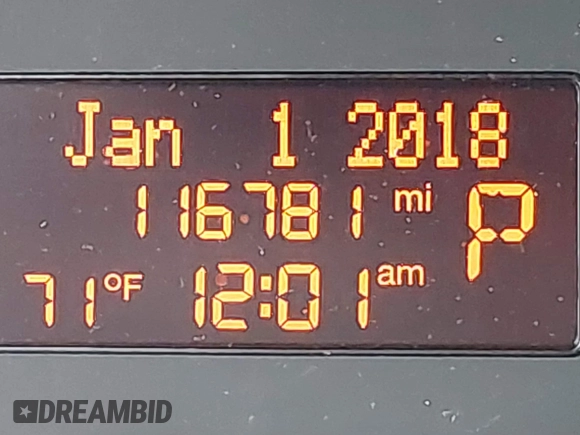 Jan 1 2018
116781 mi P
71°F 12:01 am
DREAMBID